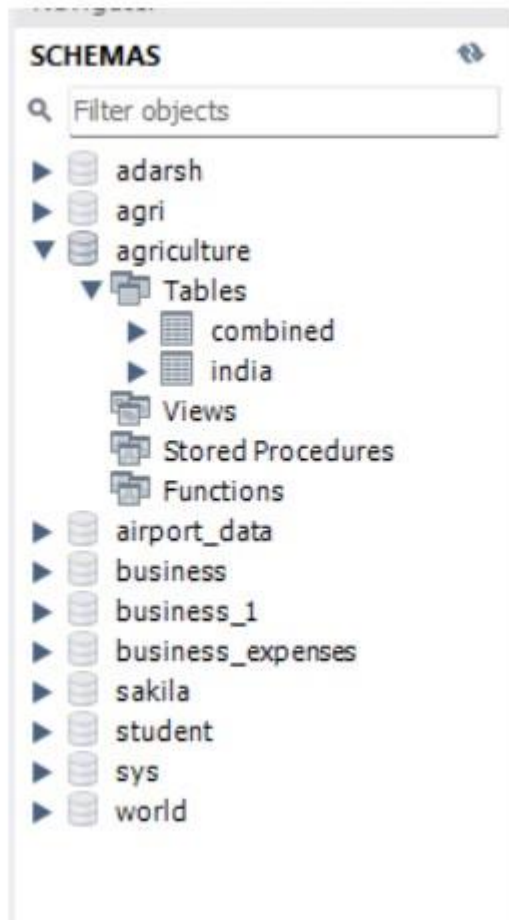 SCHEMAS
Filter objects
adarsh
agri
agriculture
Tables
combined
india
Views
Stored Procedures
Functions
airport_data
business
business_1
business_expenses
sakila
student
sys
world